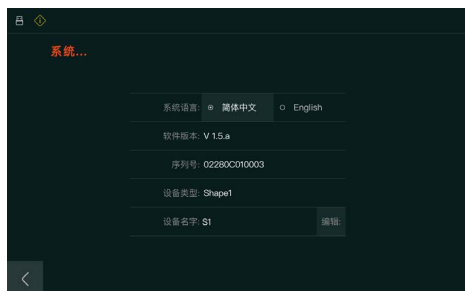 系统...
系统语言: 简体中文 English
软件版本: V 1.5.a
序列号: 02280C010003
设备类型: Shape1
设备名字: S1 编辑: